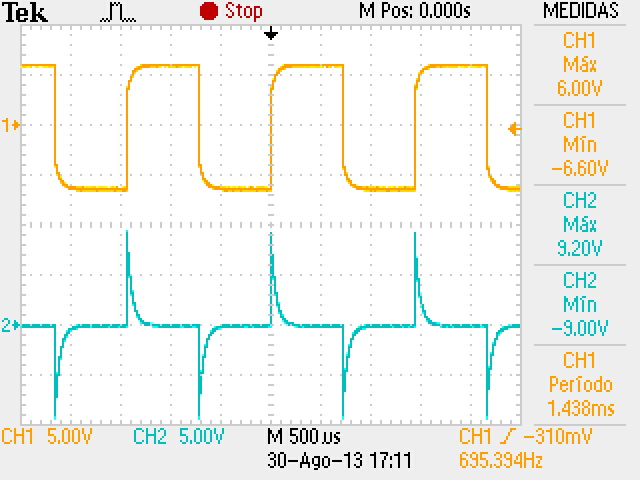 Tek Stop M Pos: 0.000s MEDIDAS
CH1
Máx
6.00V
1
CH1
Mín
-6.60V
CH2
Máx
9.20V
2
CH2
Mín
-9.00V
CH1
Período
1.438ms
CH1 5.00V CH2 5.00V M 500µs CH1 -310mV
30-Ago-13 17:11 695.394Hz